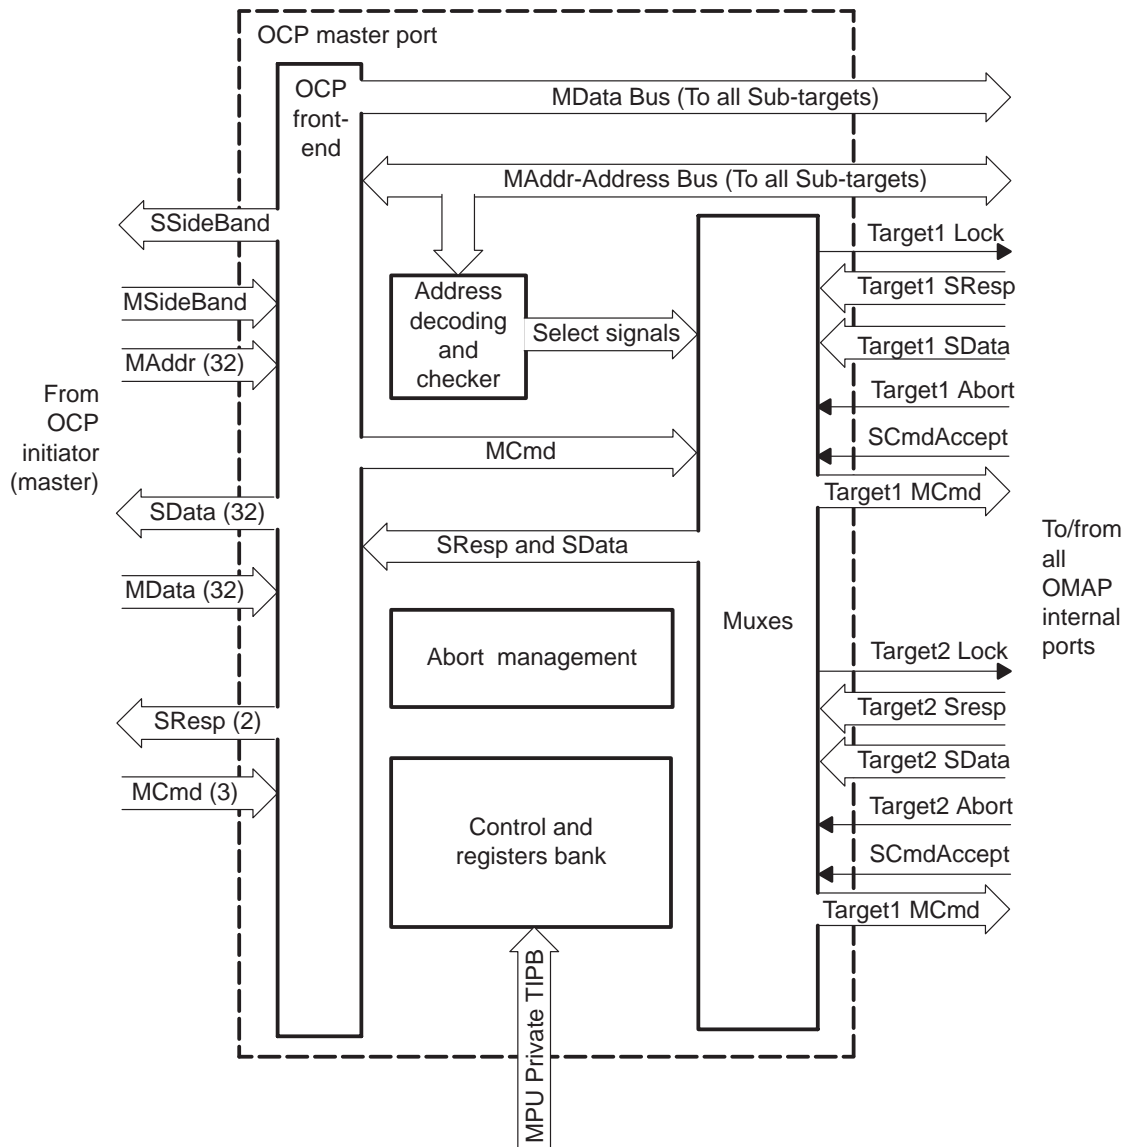 OCP master port
OCP
front-
end
MData Bus (To all Sub-targets)
MAddr-Address Bus (To all Sub-targets)
SSideBand
MSideBand
MAddr (32)
From
OCP
initiator
(master)
SData (32)
MData (32)
SResp (2)
MCmd (3)
Address
decoding
and
checker
Select signals
MCmd
SResp and SData
Abort management
Control and
registers bank
MPU Private TIPB
Muxes
Target1 Lock
Target1 SResp
Target1 SData
Target1 Abort
SCmdAccept
Target1 MCmd
To/from
all
OMAP
internal
ports
Target2 Lock
Target2 Sresp
Target2 SData
Target2 Abort
SCmdAccept
Target1 MCmd